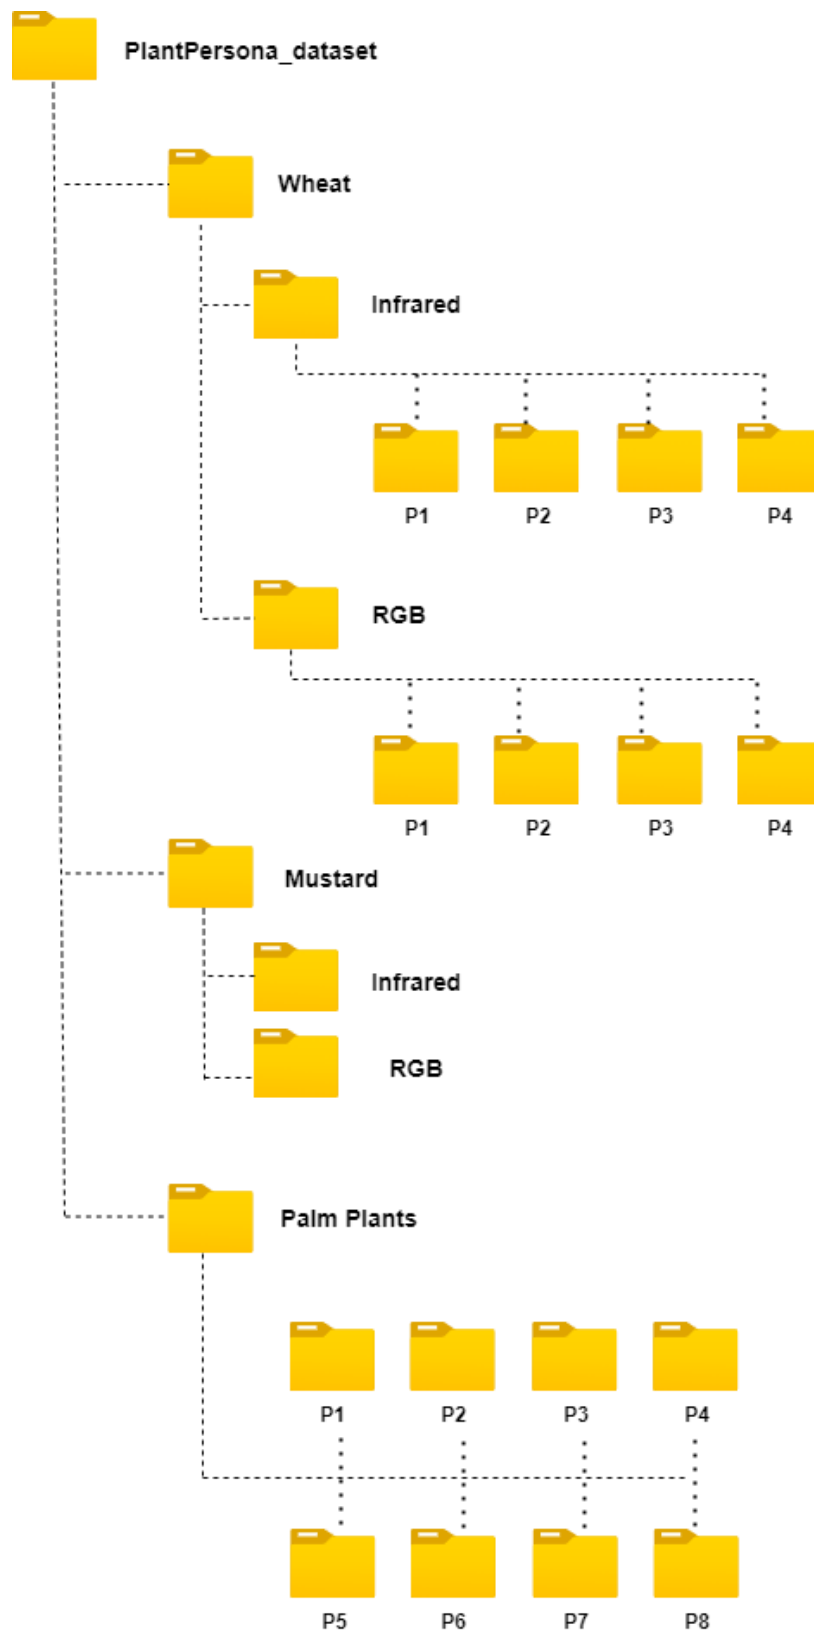 PlantPersona_dataset
Wheat
Infrared
P1 P2 P3 P4
RGB
P1 P2 P3 P4
Mustard
Infrared
RGB
Palm Plants
P1 P2 P3 P4
P5 P6 P7 P8